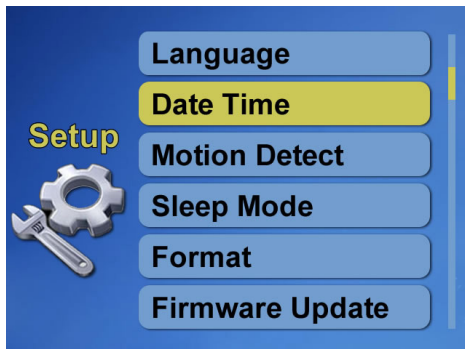 Setup
Language
Date Time
Motion Detect
Sleep Mode
Format
Firmware Update